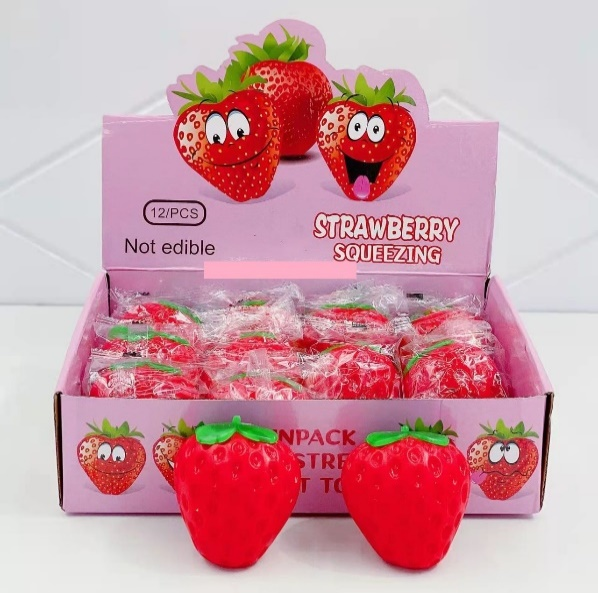 12/PCS
Not edible
STRAWBERRY
SQUEEZING
NPACK
STRE
T TO